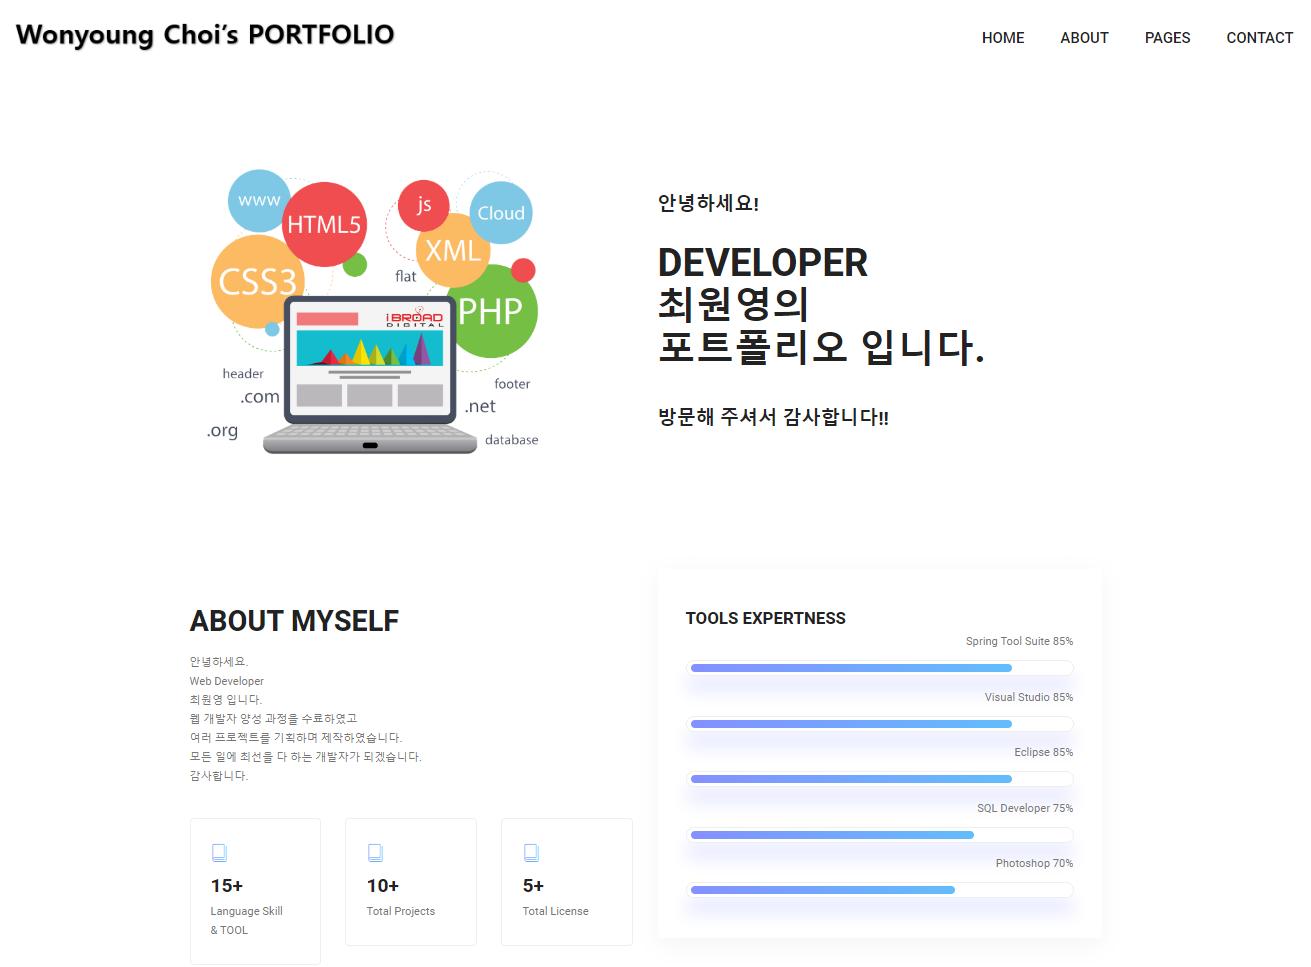 Wonyoung Choi's PORTFOLIO
HOME ABOUT PAGES CONTACT
www
HTML5
CSS3
js
Cloud
XML
flat
PHP
iBROAD
DIGITAL
header
.com
.org
footer
.net
database
안녕하세요!
DEVELOPER
최원영의
포트폴리오 입니다.
방문해 주셔서 감사합니다!!
ABOUT MYSELF
안녕하세요.
Web Developer
최원영 입니다.
웹 개발자 양성 과정을 수료하였고
여러 프로젝트를 기획하며 제작하였습니다.
모든 일에 최선을 다 하는 개발자가 되겠습니다.
감사합니다.
15+
Language Skill
& TOOL
10+
Total Projects
5+
Total License
TOOLS EXPERTNESS
Spring Tool Suite 85%
Visual Studio 85%
Eclipse 85%
SQL Developer 75%
Photoshop 70%